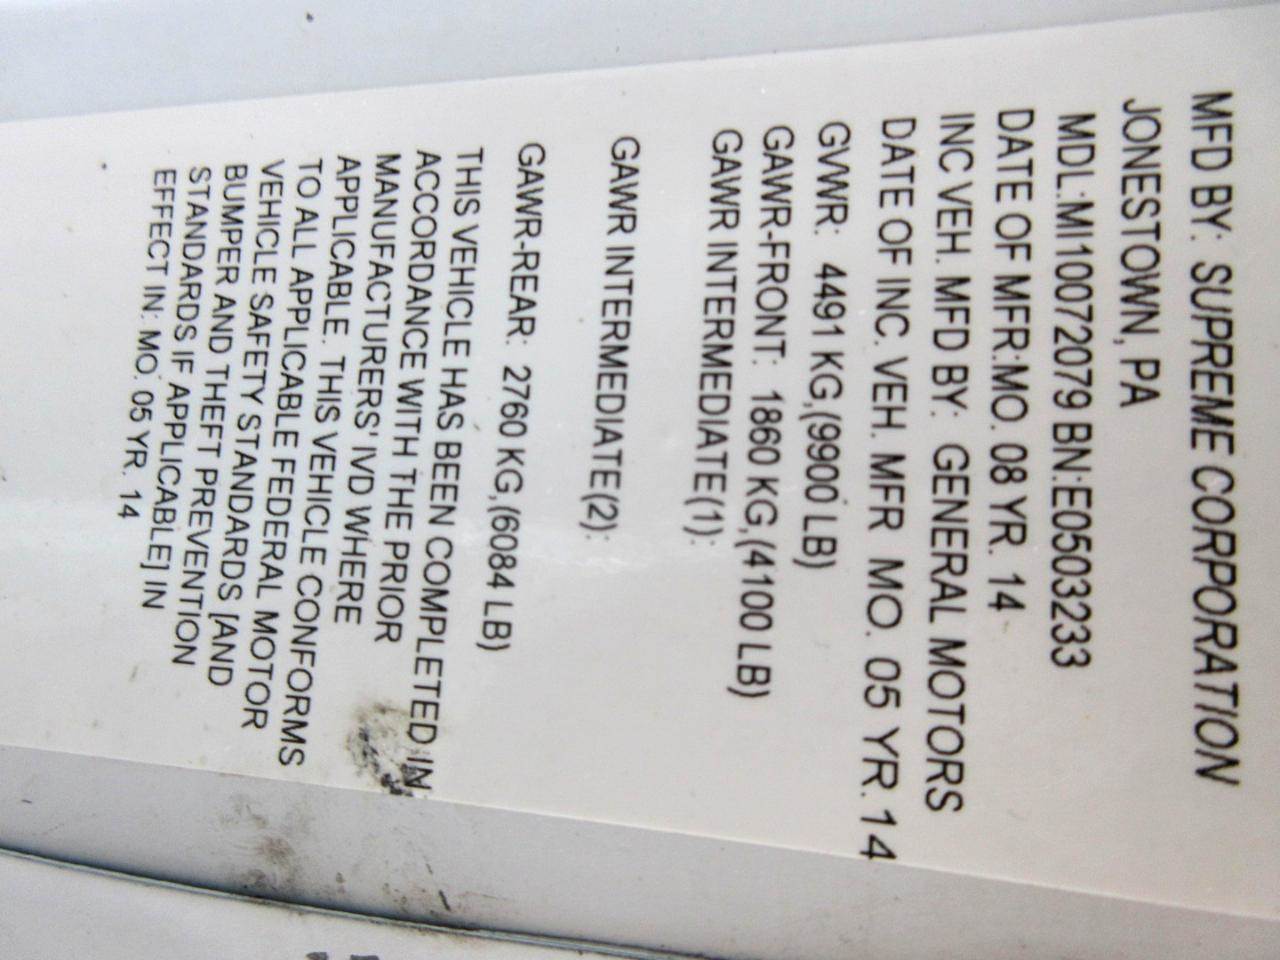 MFD BY: SUPREME CORPORATION
JONESTOWN, PA
MDL:MI10072079 BN:E0503233
DATE OF MFR:MO. 08 YR. 14
INC VEH. MFD BY: GENERAL MOTORS
DATE OF INC. VEH. MFR MO. 05 YR. 14
GVWR: 4491 KG,(9900 LB)
GAWR-FRONT: 1860 KG,(4100 LB)
GAWR INTERMEDIATE(1):
GAWR INTERMEDIATE(2):
GAWR-REAR: 2760 KG,(6084 LB)
THIS VEHICLE HAS BEEN COMPLETED IN
ACCORDANCE WITH THE PRIOR
MANUFACTURERS' IVD WHERE
APPLICABLE. THIS VEHICLE CONFORMS
TO ALL APPLICABLE FEDERAL MOTOR
VEHICLE SAFETY STANDARDS [AND
BUMPER AND THEFT PREVENTION
STANDARDS IF APPLICABLE] IN
EFFECT IN: MO. 05 YR. 14